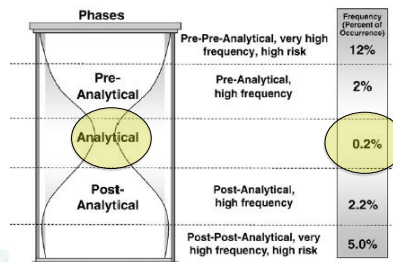 Phases
Frequency
(Percent of
Occurrence)
Pre-Pre-Analytical, very high
frequency, high risk
12%
Pre-
Analytical
Pre-Analytical,
high frequency
2%
Analytical
0.2%
Post-
Analytical
Post-Analytical,
high frequency
2.2%
Post-Post-Analytical, very
high frequency, high risk
5.0%